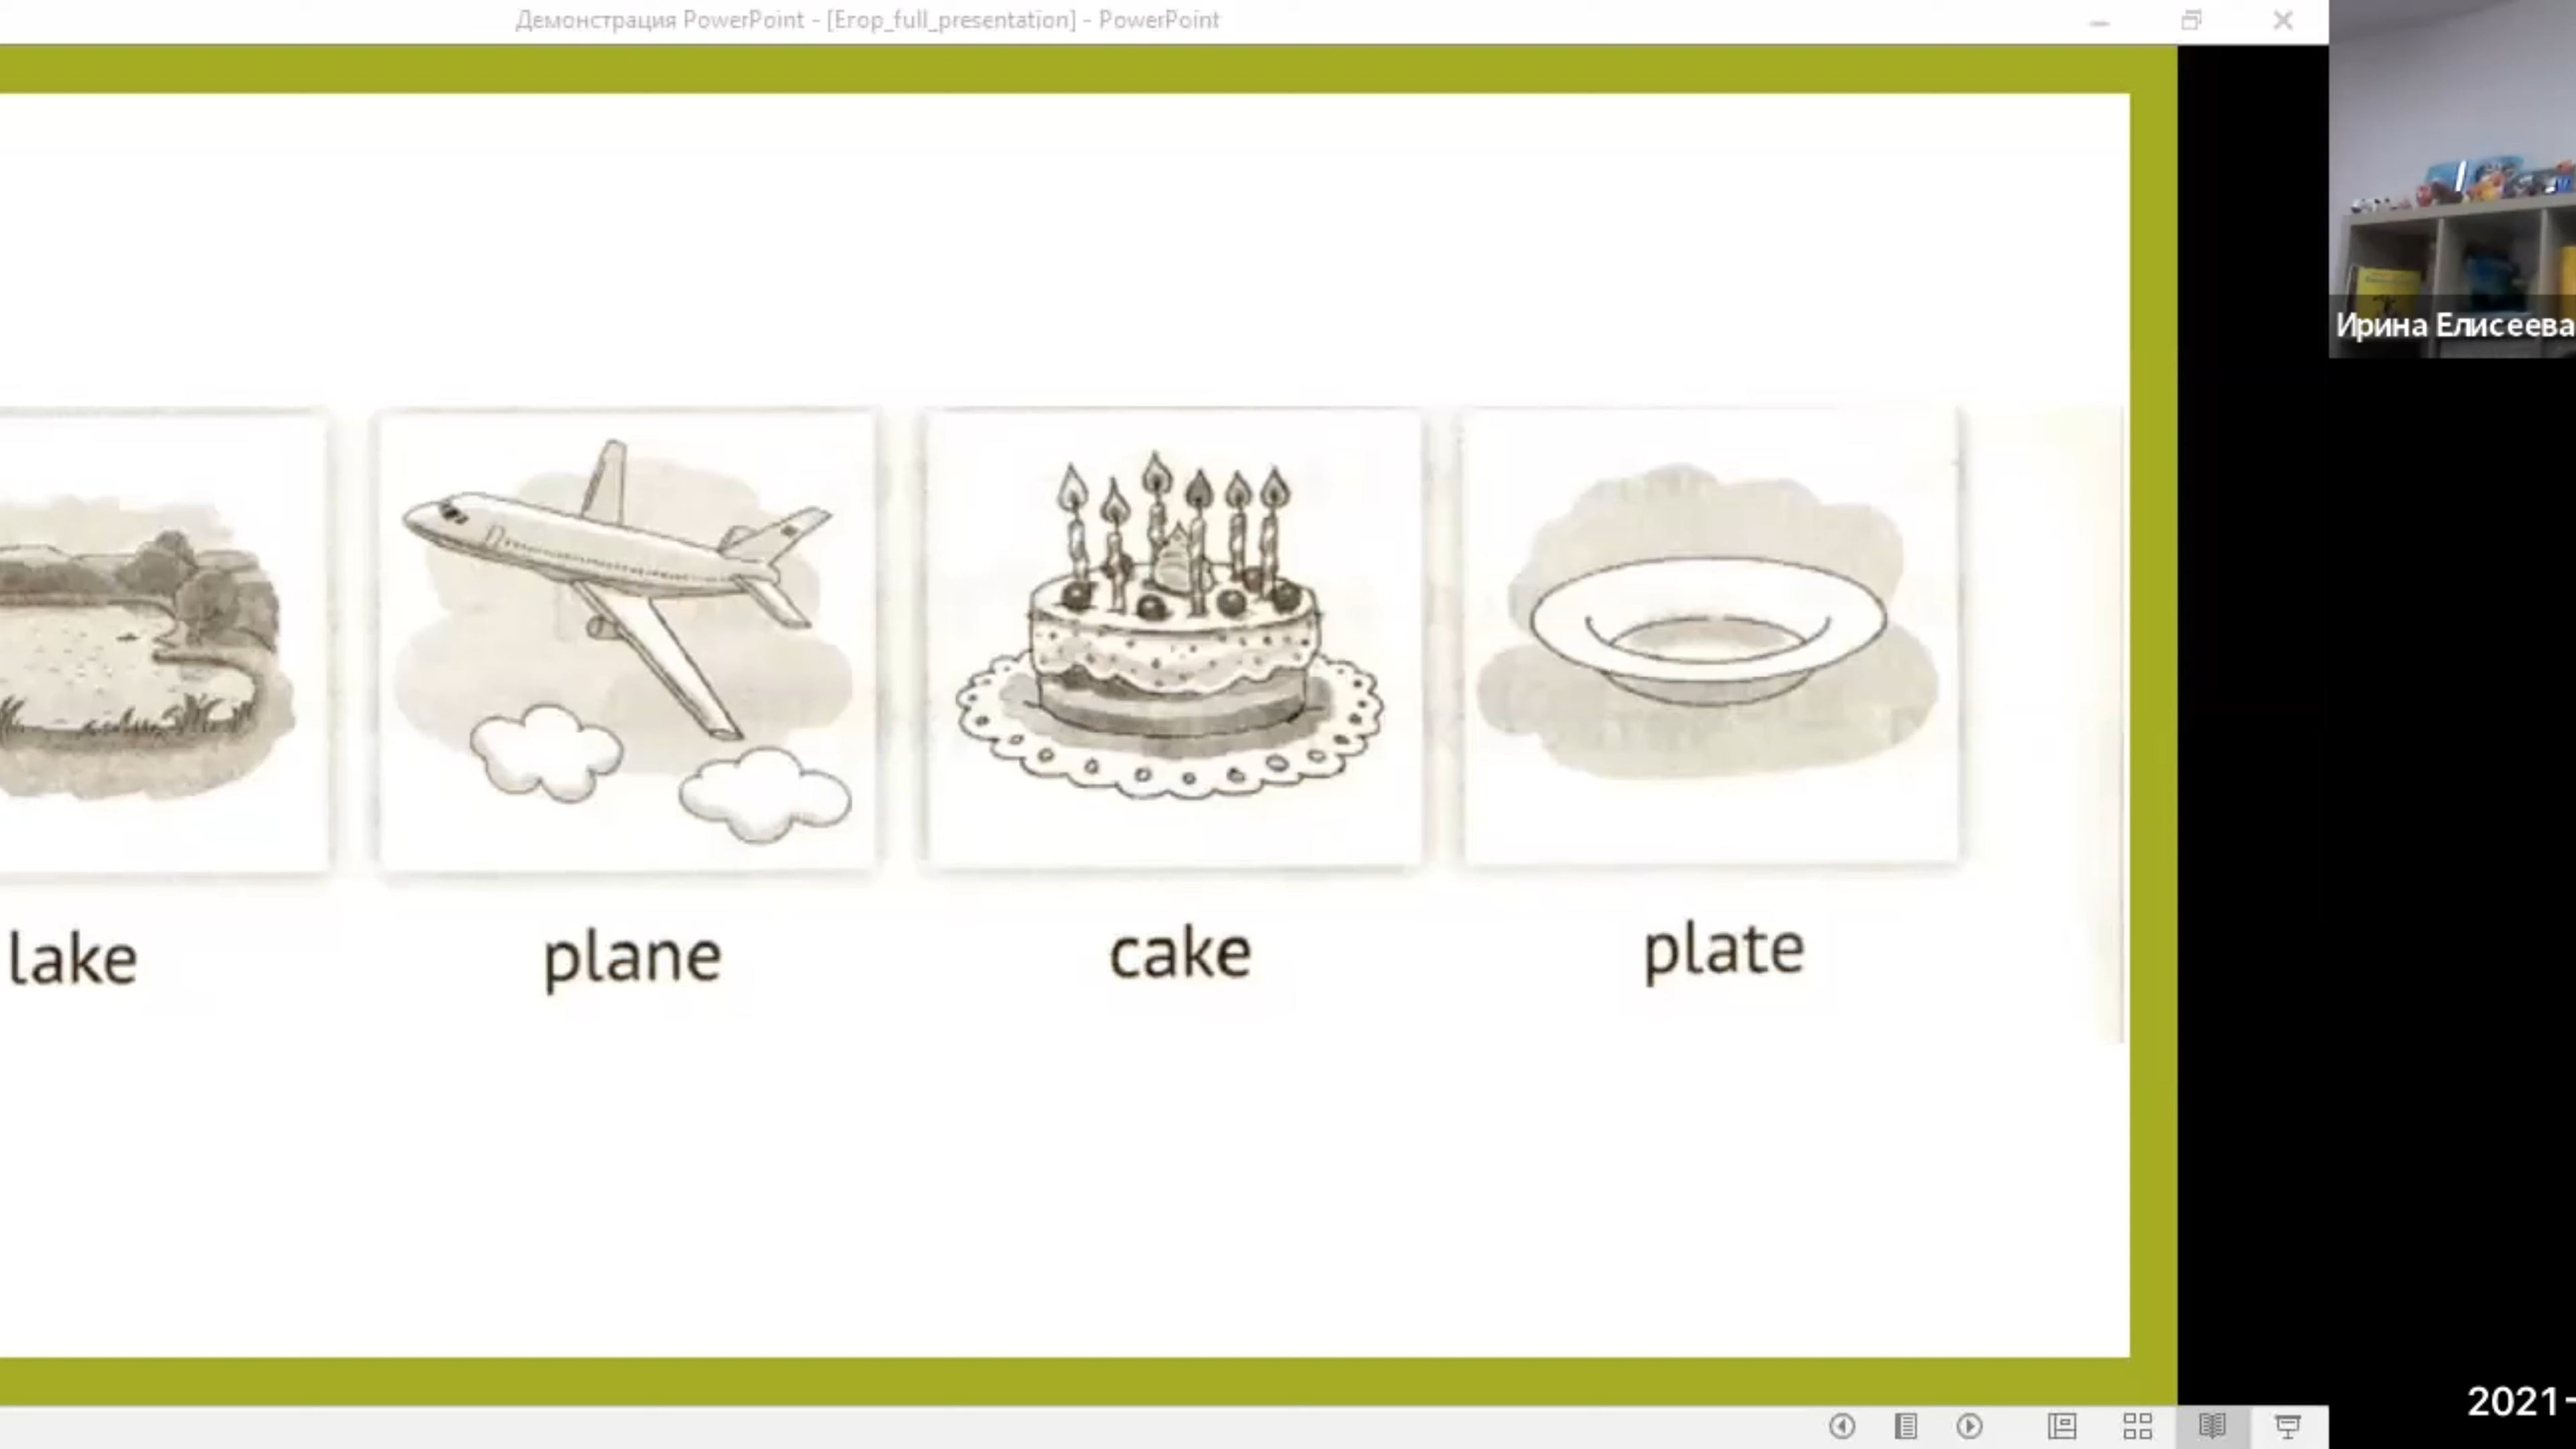 Демонстрация PowerPoint - [Егор_full_presentation] - PowerPoint
Ирина Елисеева
lake
plane
cake
plate
2021-